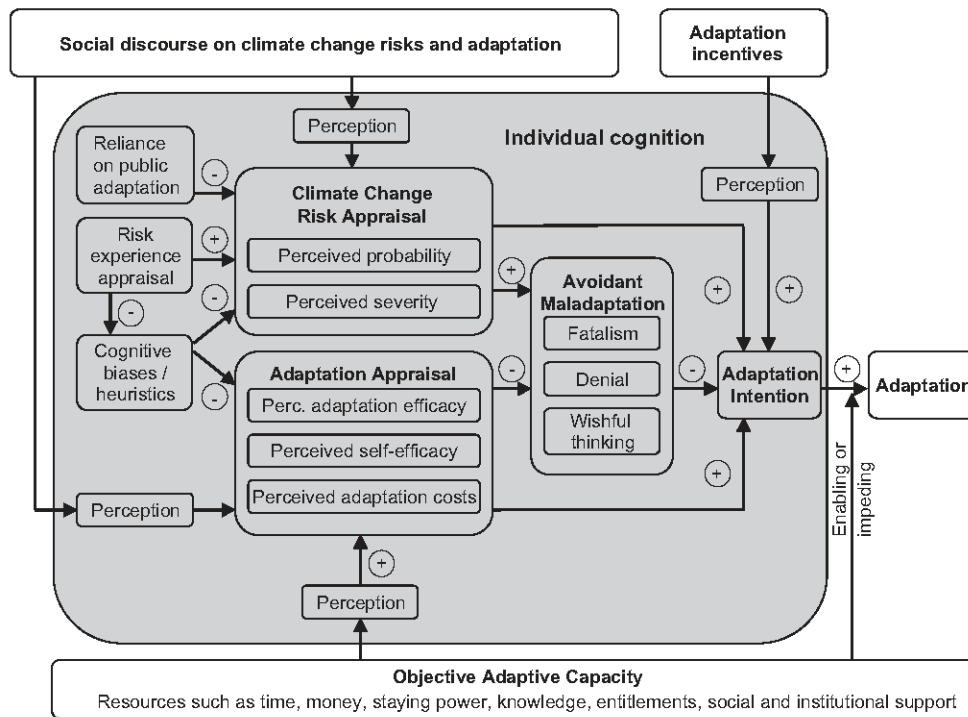 Social discourse on climate change risks and adaptation
Adaptation
incentives
Perception
Individual cognition
Reliance
on public
adaptation
-
Climate Change
Risk Appraisal
Perception
Risk
experience
appraisal
+
Perceived probability
Perceived severity
+
-
-
Avoidant
Maladaptation
Fatalism
Denial
Wishful
thinking
+
+
Cognitive
biases /
heuristics
-
Adaptation Appraisal
Perc. adaptation efficacy
Perceived self-efficacy
Perceived adaptation costs
-
-
Adaptation
Intention
+
Adaptation
+
Perception
Enabling or
impeding
+
Perception
Objective Adaptive Capacity
Resources such as time, money, staying power, knowledge, entitlements, social and institutional support